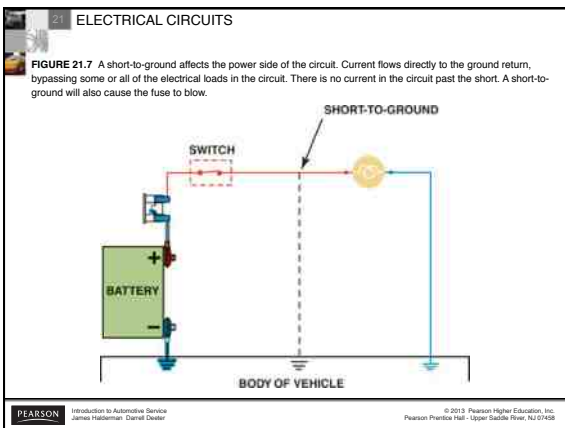 21 ELECTRICAL CIRCUITS
FIGURE 21.7 A short-to-ground affects the power side of the circuit. Current flows directly to the ground return,
bypassing some or all of the electrical loads in the circuit. There is no current in the circuit past the short. A short-to-
ground will also cause the fuse to blow.
SHORT-TO-GROUND
SWITCH
+
BATTERY
−
BODY OF VEHICLE
PEARSON
Introduction to Automotive Service
James Halderman Darrell Deeter
© 2013 Pearson Higher Education, Inc.
Pearson Prentice Hall - Upper Saddle River, NJ 07458